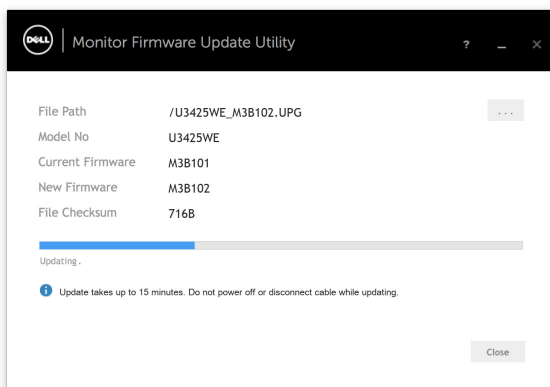 DELL
Monitor Firmware Update Utility
? _ ×
File Path /U3425WE_M3B102.UPG ...
Model No U3425WE
Current Firmware M3B101
New Firmware M3B102
File Checksum 716B
Updating.
Update takes up to 15 minutes. Do not power off or disconnect cable while updating.
Close